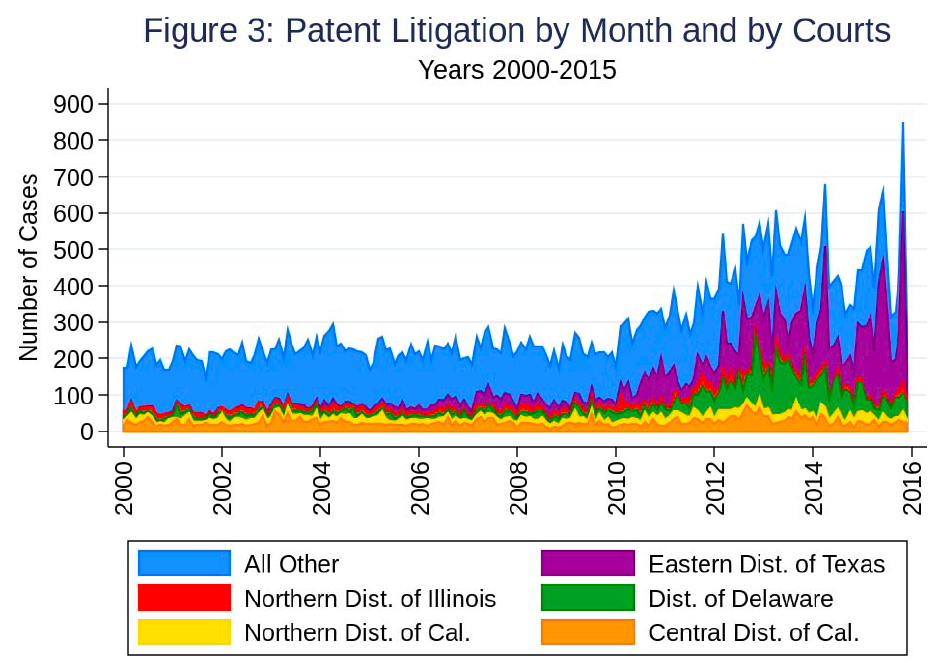 Figure 3: Patent Litigation by Month and by Courts
Years 2000-2015
Number of Cases
900
800
700
600
500
400
300
200
100
0
2000
2002
2004
2006
2008
2010
2012
2014
2016
All Other
Eastern Dist. of Texas
Northern Dist. of Illinois
Dist. of Delaware
Northern Dist. of Cal.
Central Dist. of Cal.